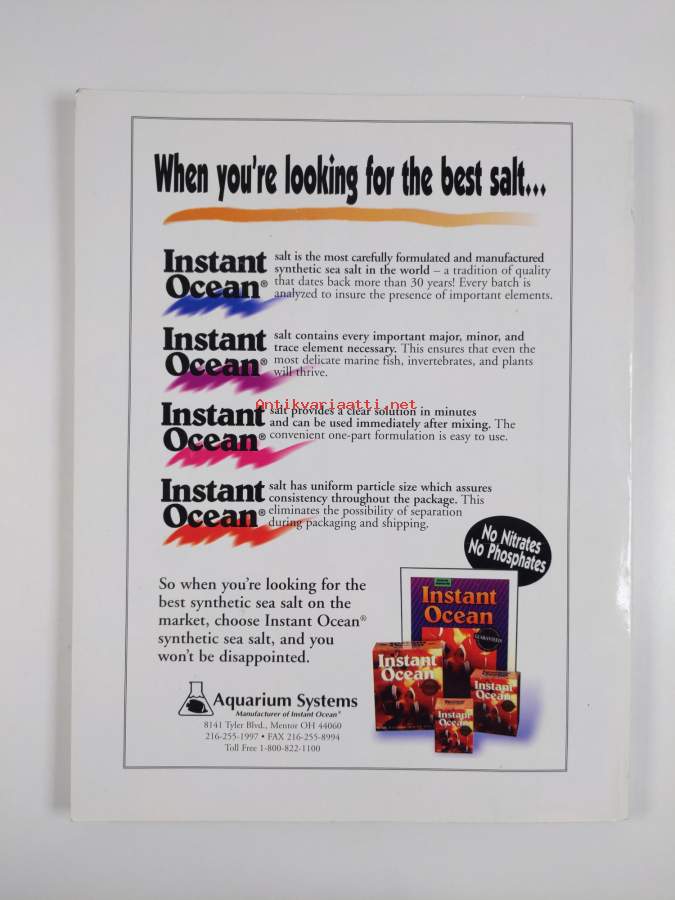 When you're looking for the best salt...
Instant
Ocean®
salt is the most carefully formulated and manufactured
synthetic sea salt in the world – a tradition of quality
that dates back more than 30 years! Every batch is
analyzed to insure the presence of important elements.
Instant
Ocean®
salt contains every important major, minor, and
trace element necessary. This ensures that even the
most delicate marine fish, invertebrates, and plants
will thrive.
Antikvariaatti.net
Instant
Ocean®
salt provides a clear solution in minutes
and can be used immediately after mixing. The
convenient one-part formulation is easy to use.
Instant
Ocean®
salt has uniform particle size which assures
consistency throughout the package. This
eliminates the possibility of separation
during packaging and shipping.
No Nitrates
No Phosphates
So when you're looking for the
best synthetic sea salt on the
market, choose Instant Ocean®
synthetic sea salt, and you
won't be disappointed.
Instant
Ocean
GUARANTEED
Instant
Ocean
Instant
Ocean
Instant
Ocean
Aquarium Systems
Manufacturer of Instant Ocean®
8141 Tyler Blvd., Mentor OH 44060
216-255-1997 • FAX 216-255-8994
Toll Free 1-800-822-1100